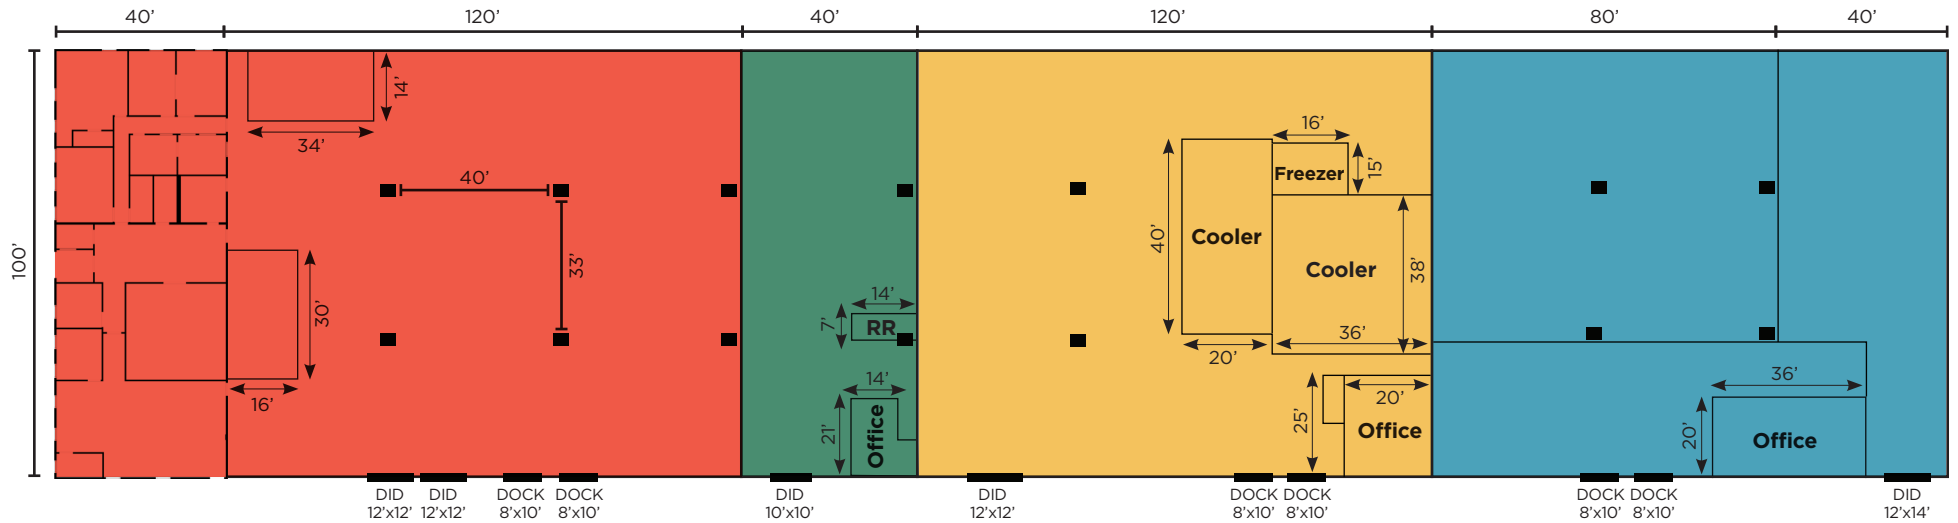 40’
120’
40’
120’
80’
40’
100’
14’
34’
40’
33’
30’
16’
14’
7’
RR
14’
21’
Office
16’
Freezer
15’
40’
Cooler
Cooler
38’
36’
20’
25’
20’
Office
36’
20’
Office
DID
12’x12’
DID
12’x12’
DOCK
8’x10’
DOCK
8’x10’
DID
10’x10’
DID
12’x12’
DOCK
8’x10’
DOCK
8’x10’
DOCK
8’x10’
DOCK
8’x10’
DID
12’x14’